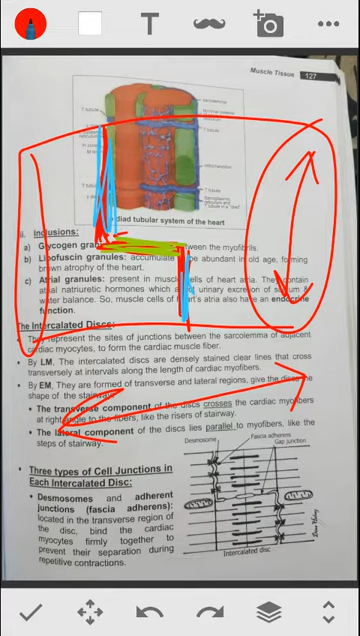 T
Muscle Tissue 127
T tubule
sarcolemma
T tubule
mitochondrion
T tubule
T tubule
diad tubular system of the heart
ii. Inclusions:
a) Glycogen between the myofibrils.
b) Lipofuscin granules: accumulate be abundant in old age, forming
brown atrophy of the heart.
c) Atrial granules: present in muscle cells of heart atria. They contain
atrial natriuretic hormones which urinary excretion of &
water balance. So, muscle cells of heart's atria also have an endocrine
function.
The Intercalated Discs:
They represent the sites of junctions between the sarcolemma of adjacent
cardiac myocytes, to form the cardiac muscle fiber.
• By LM, The intercalated discs are densely stained clear lines that cross
transversely at intervals along the length of cardiac myofibers.
• By EM, They are formed of transverse and lateral regions, give the discs the
shape of the
• The transverse component of the discs crosses the cardiac myofibers
at right angle to the fibers, like the risers of stairway.
• The lateral component of the discs lies parallel to myofibers, like the
steps of stairway.
Desmosome
Fascia adherens
Gap junction
• Three types of Cell Junctions in
Each Intercalated Disc:
• Desmosomes and adherent
junctions (fascia adherens):
located in the transverse region of
the disc, bind the cardiac
myocytes firmly together to
prevent their separation during
repetitive contractions.
Intercalated disc